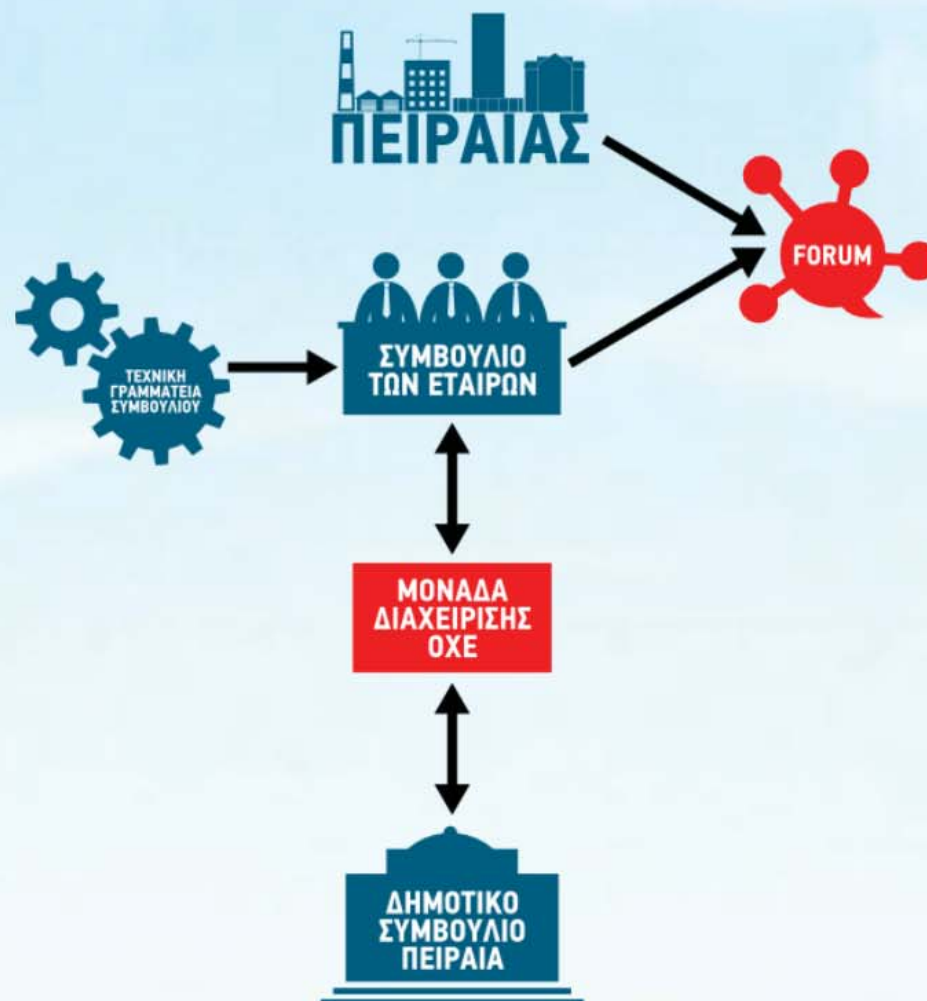 ΠΕΙΡΑΙΑΣ
FORUM
ΣΥΜΒΟΥΛΙΟ
ΤΩΝ ΕΤΑΙΡΩΝ
ΤΕΧΝΙΚΗ
ΓΡΑΜΜΑΤΕΙΑ
ΣΥΜΒΟΥΛΙΟΥ
ΜΟΝΑΔΑ
ΔΙΑΧΕΙΡΙΣΗΣ
ΟΧΕ
ΔΗΜΟΤΙΚΟ
ΣΥΜΒΟΥΛΙΟ
ΠΕΙΡΑΙΑ